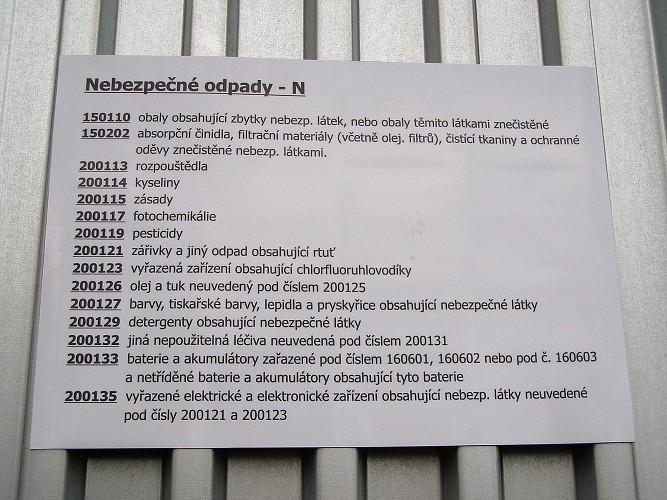 Nebezpečné odpady - N
150110 obaly obsahující zbytky nebezp. látek, nebo obaly těmito látkami znečistěné
150202 absorpční činidla, filtrační materiály (včetně olej. filtrů), čistící tkaniny a ochranné
oděvy znečistěné nebezp. látkami.
200113 rozpouštědla
200114 kyseliny
200115 zásady
200117 fotochemikálie
200119 pesticidy
200121 zářivky a jiný odpad obsahující rtuť
200123 vyřazená zařízení obsahující chlorfluoruhlovodíky
200126 olej a tuk neuvedený pod číslem 200125
200127 barvy, tiskařské barvy, lepidla a pryskyřice obsahující nebezpečné látky
200129 detergenty obsahující nebezpečné látky
200132 jiná nepoužitelná léčiva neuvedená pod číslem 200131
200133 baterie a akumulátory zařazené pod číslem 160601, 160602 nebo pod č. 160603
a netříděné baterie a akumulátory obsahující tyto baterie
200135 vyřazené elektrické a elektronické zařízení obsahující nebezp. látky neuvedené
pod čísly 200121 a 200123